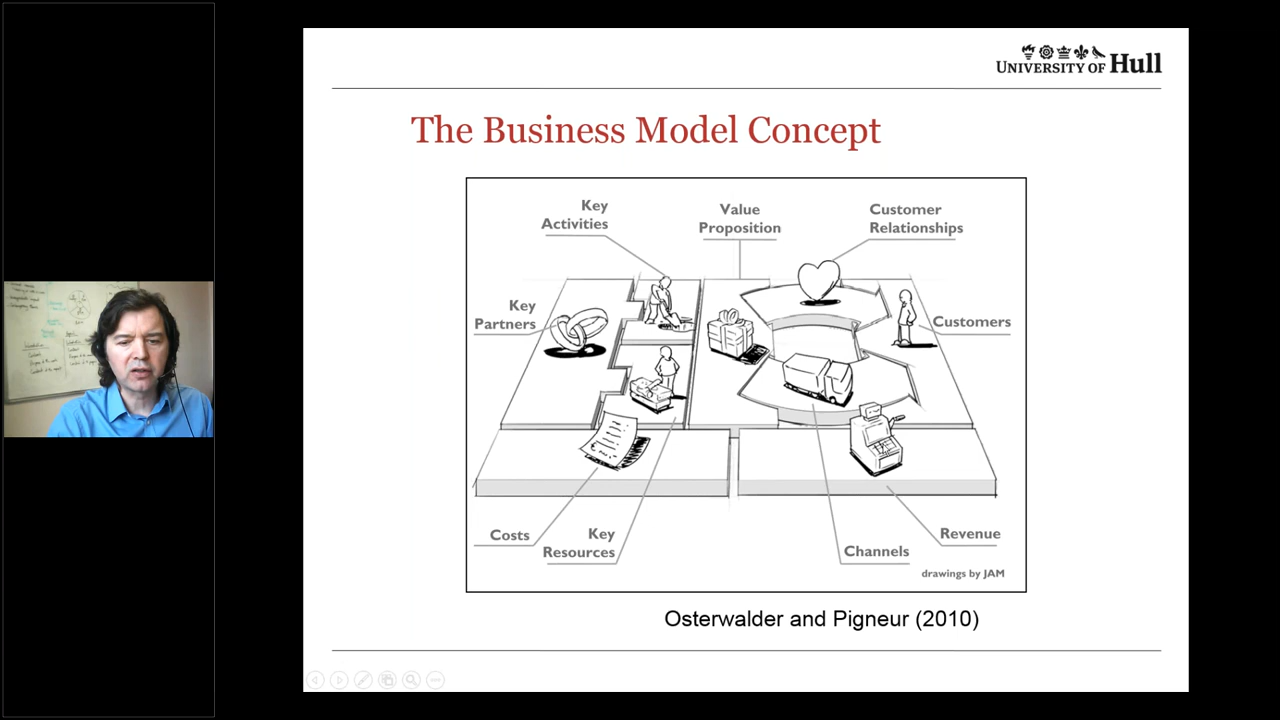 UNIVERSITY OF Hull
The Business Model Concept
Key
Activities
Value
Proposition
Customer
Relationships
Key
Partners
Customers
Costs
Key
Resources
Channels
Revenue
drawings by JAM
Osterwalder and Pigneur (2010)